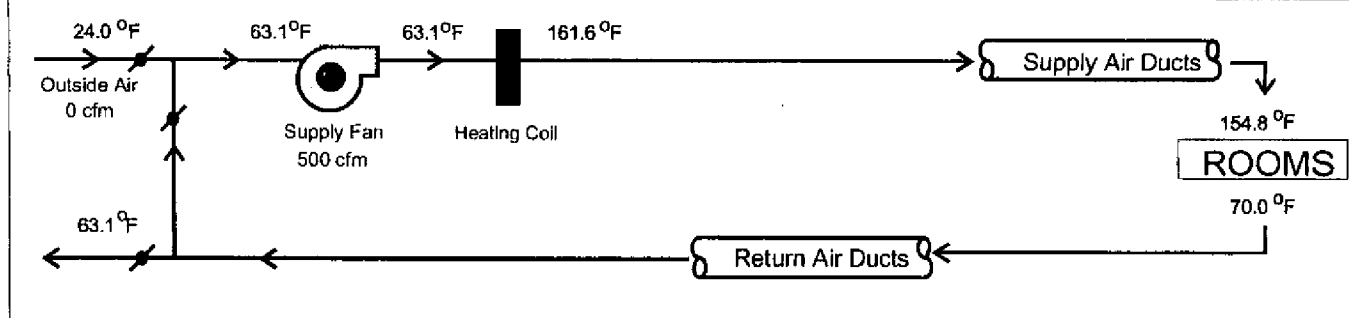 24.0 °F
63.1°F
63.1°F
161.6°F
Outside Air
0 cfm
Supply Fan
500 cfm
Heating Coil
Supply Air Ducts
154.8 °F
ROOMS
70.0 °F
63.1°F
Return Air Ducts